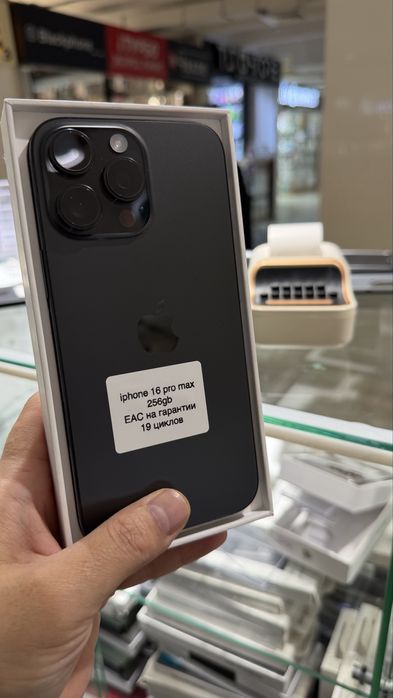 iphone 16 pro max
256gb
EAC на гарантии
19 циклов